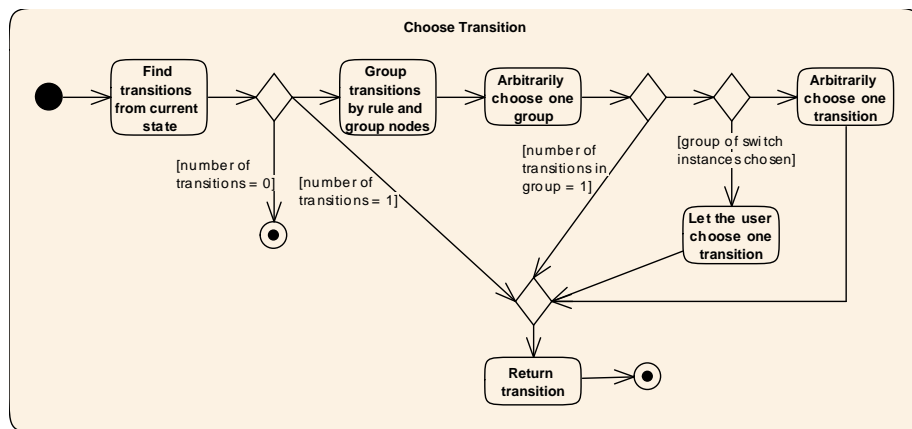 Choose Transition
Find
transitions
from current
state
Group
transitions
by rule and
group nodes
Arbitrarily
choose one
group
Arbitrarily
choose one
transition
[number of
transitions = 0]
[number of
transitions = 1]
[number of
transitions in
group = 1]
[group of switch
instances chosen]
Let the user
choose one
transition
Return
transition